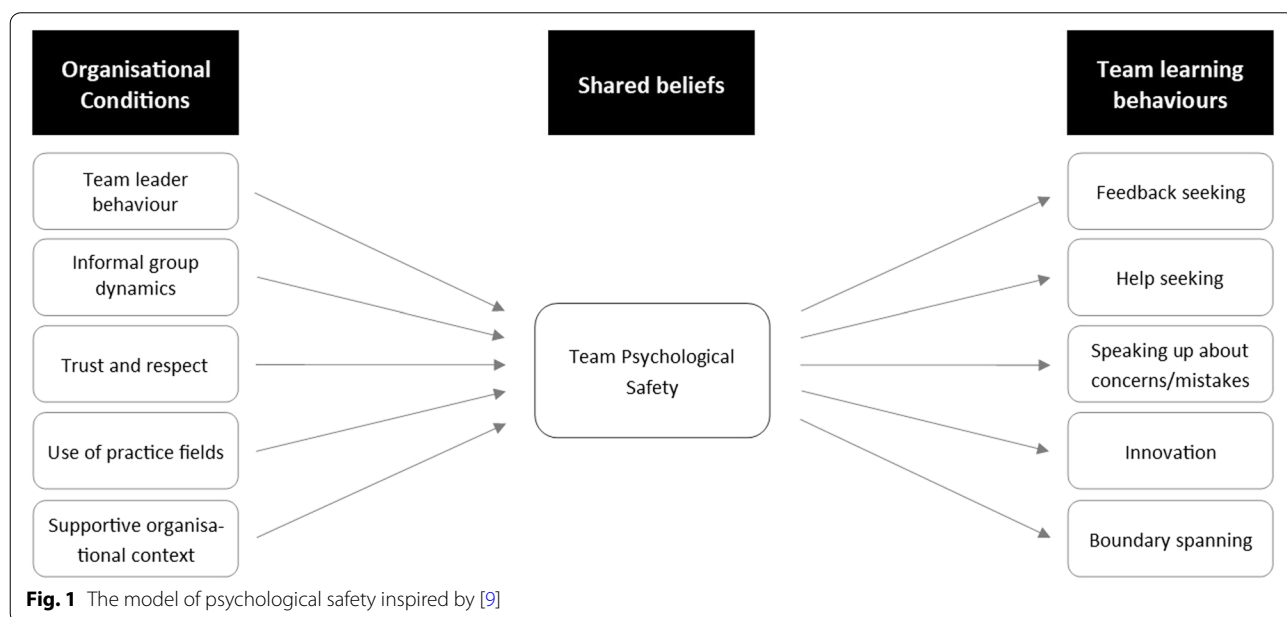 Organisational
Conditions
Shared beliefs
Team learning
behaviours
Team leader
behaviour
Informal group
dynamics
Trust and respect
Use of practice fields
Supportive organisa-
tional context
Team Psychological
Safety
Feedback seeking
Help seeking
Speaking up about
concerns/mistakes
Innovation
Boundary spanning
Fig. 1 The model of psychological safety inspired by [9]